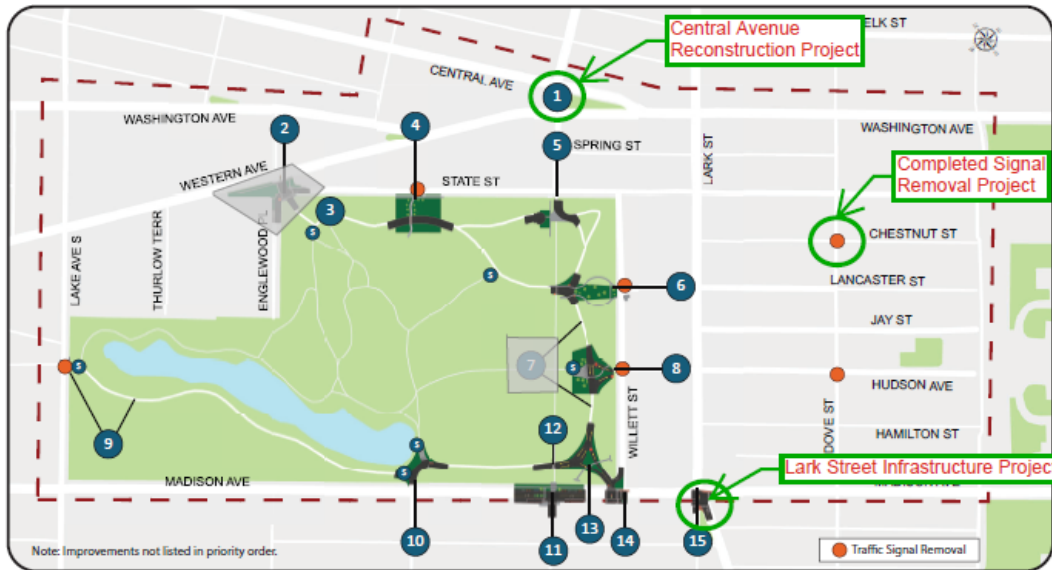 Central Avenue
Reconstruction Project
ELK ST
CENTRAL AVE
1
WASHINGTON AVE
WASHINGTON AVE
2
4
5
SPRING ST
LARK ST
WESTERN AVE
STATE ST
Completed Signal
Removal Project
3
S
CHESTNUT ST
LAKE AVE S
THURLOW TERR
ENGLEWOOD PL
S
6
LANCASTER ST
JAY ST
S
7
S
8
HUDSON AVE
WILLETT ST
DOVE ST
9
12
HAMILTON ST
S
S
Lark Street Infrastructure Projec
MADISON AVE
MADISON AVE
10
11
13
14
15
Note: Improvements not listed in priority order.
Traffic Signal Removal